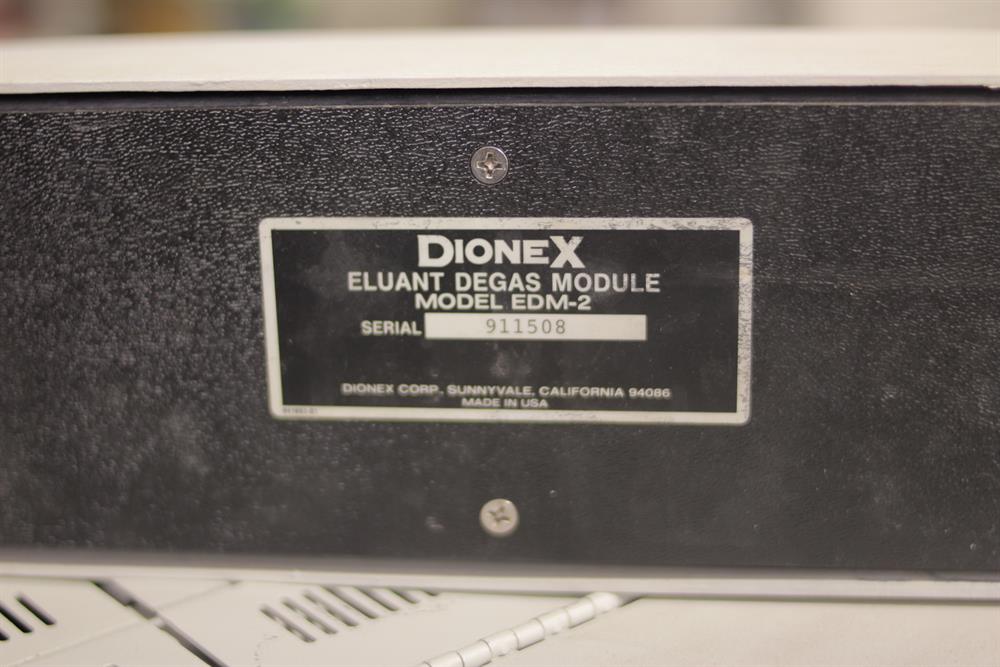 DIONEX
ELUANT DEGAS MODULE
MODEL EDM-2
SERIAL 911508
DIONEX CORP., SUNNYVALE, CALIFORNIA 94086
MADE IN USA